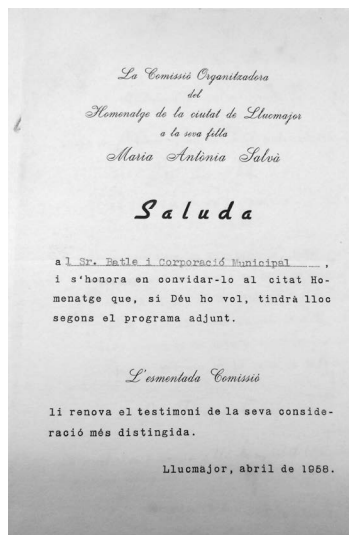 La Comissió Organitzadora
del
Homenatge de la ciutat de Llucmajor
a la seva filla
Maria Antònia Salvà
Saluda
al Sr. Batle i Corporació Municipal ,
i s'honora en convidar-lo al citat Ho-
menatge que, si Déu ho vol, tindrà lloc
segons el programa adjunt.
L'esmentada Comissió
li renova el testimoni de la seva conside-
ració més distingida.
Llucmajor, abril de 1958.